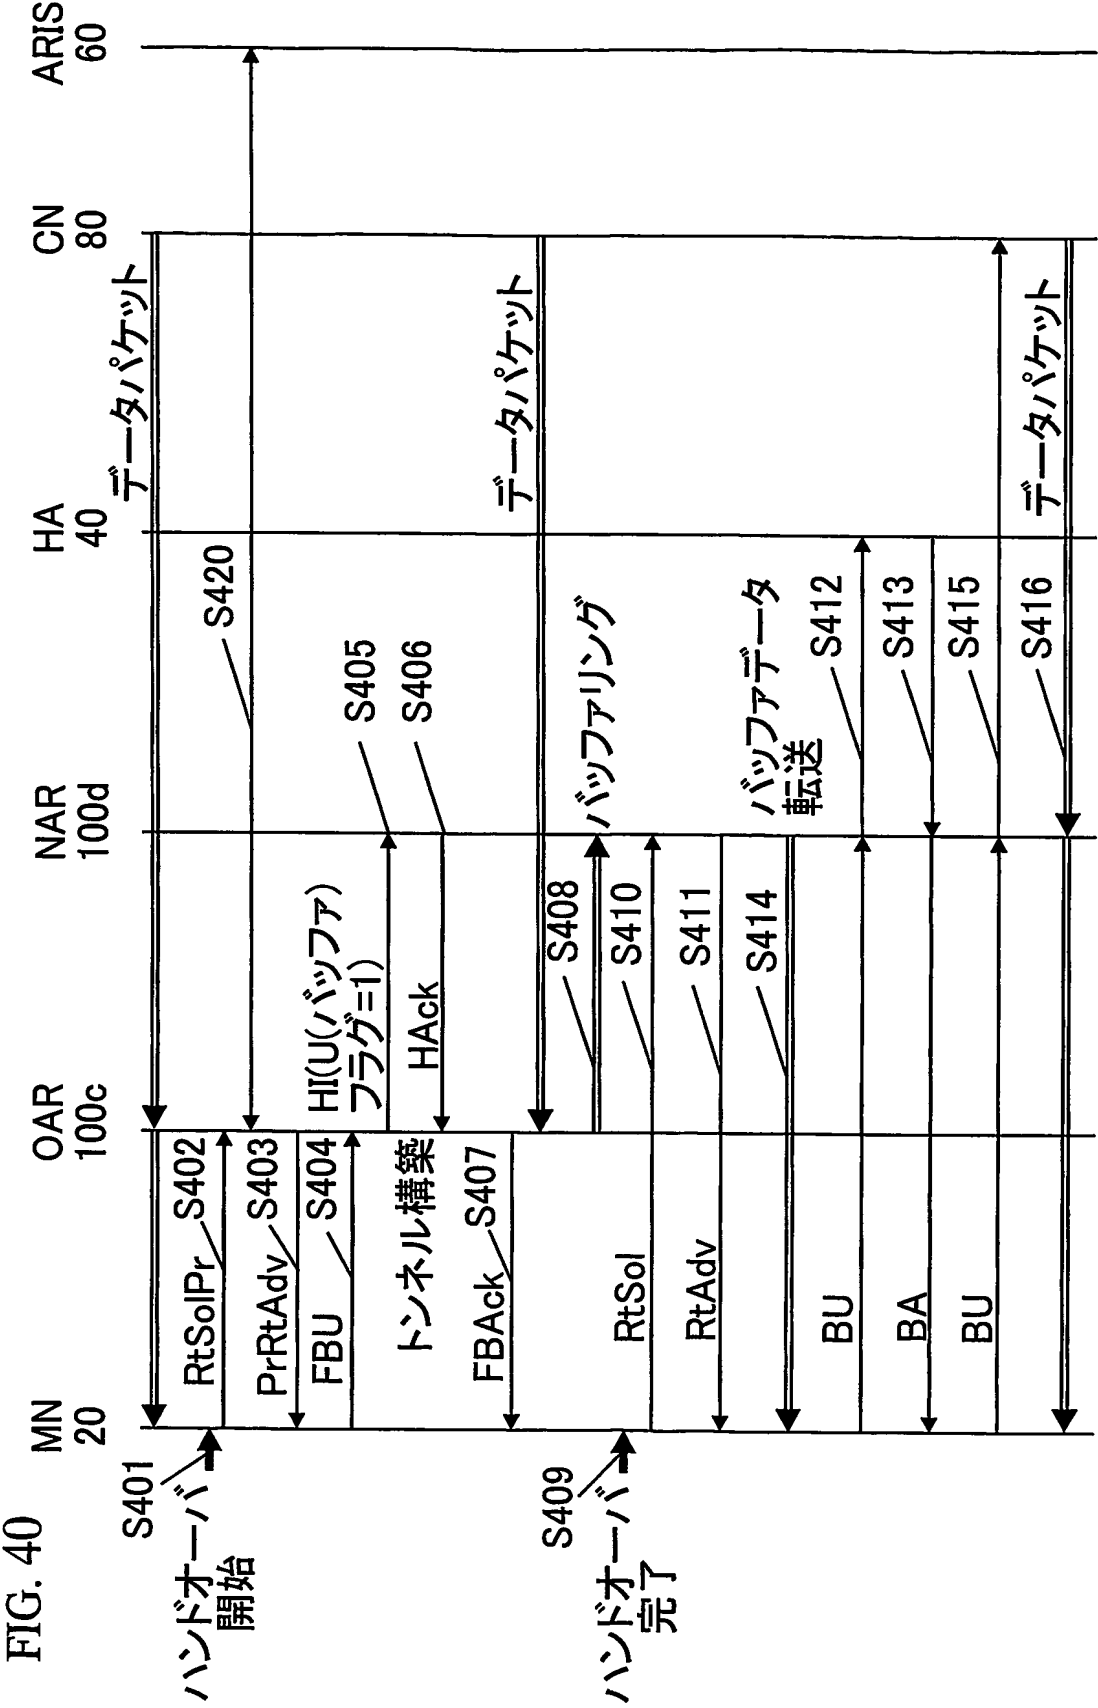 FIG. 40
MN
20
OAR
100c
NAR
100d
HA
40
CN
80
ARIS
60
データパケット
S401
ハンドオーバ
開始
RtSolPr
S402
S420
PrRtAdv
S403
FBU
S404
HI(U(バッファ)
フラグ=1)
S405
トンネル構築
HAck
S406
FBAck
S407
データパケット
S408
バッファリング
S409
ハンドオーバ
完了
RtSol
S410
RtAdv
S411
S414
バッファデータ
転送
BU
S412
BA
S413
BU
S415
S416
データパケット